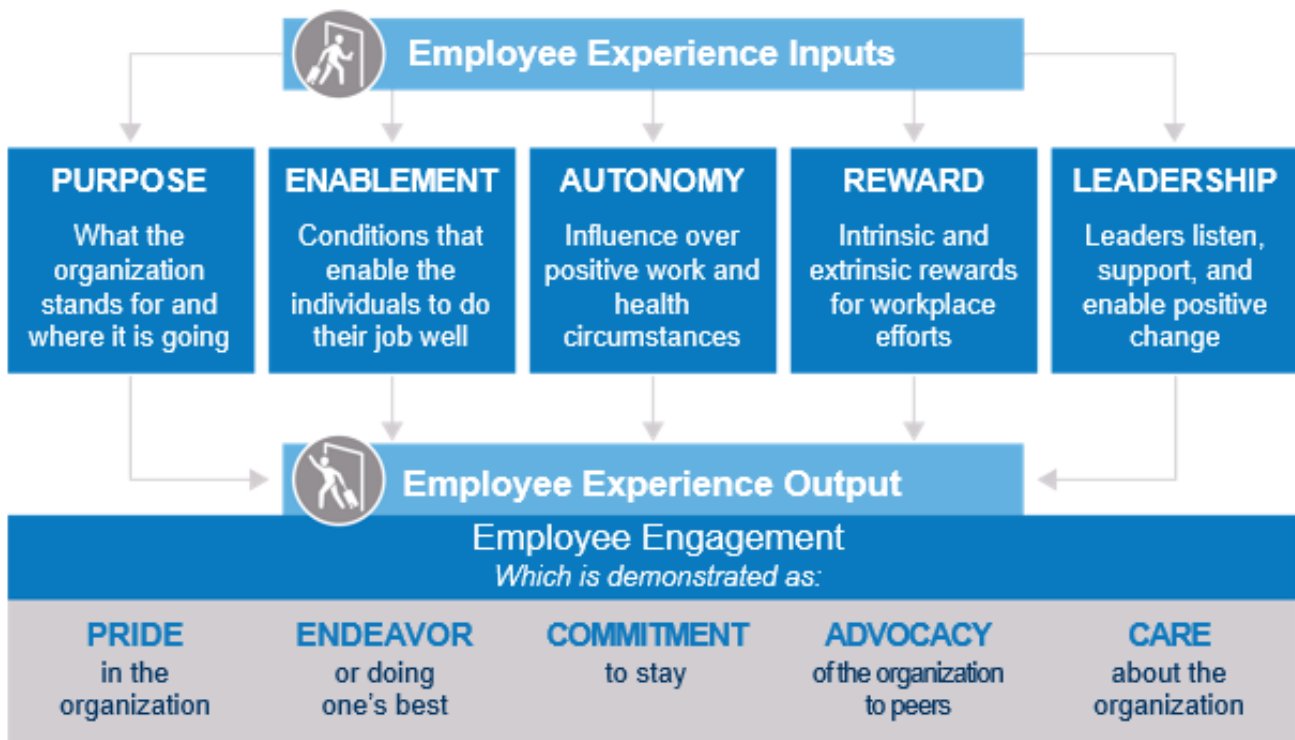 Employee Experience Inputs
PURPOSE
What the
organization
stands for and
where it is going
ENABLEMENT
Conditions that
enable the
individuals to do
their job well
AUTONOMY
Influence over
positive work and
health
circumstances
REWARD
Intrinsic and
extrinsic rewards
for workplace
efforts
LEADERSHIP
Leaders listen,
support, and
enable positive
change
Employee Experience Output
Employee Engagement
Which is demonstrated as:
PRIDE
in the
organization
ENDEAVOR
or doing
one's best
COMMITMENT
to stay
ADVOCACY
of the organization
to peers
CARE
about the
organization